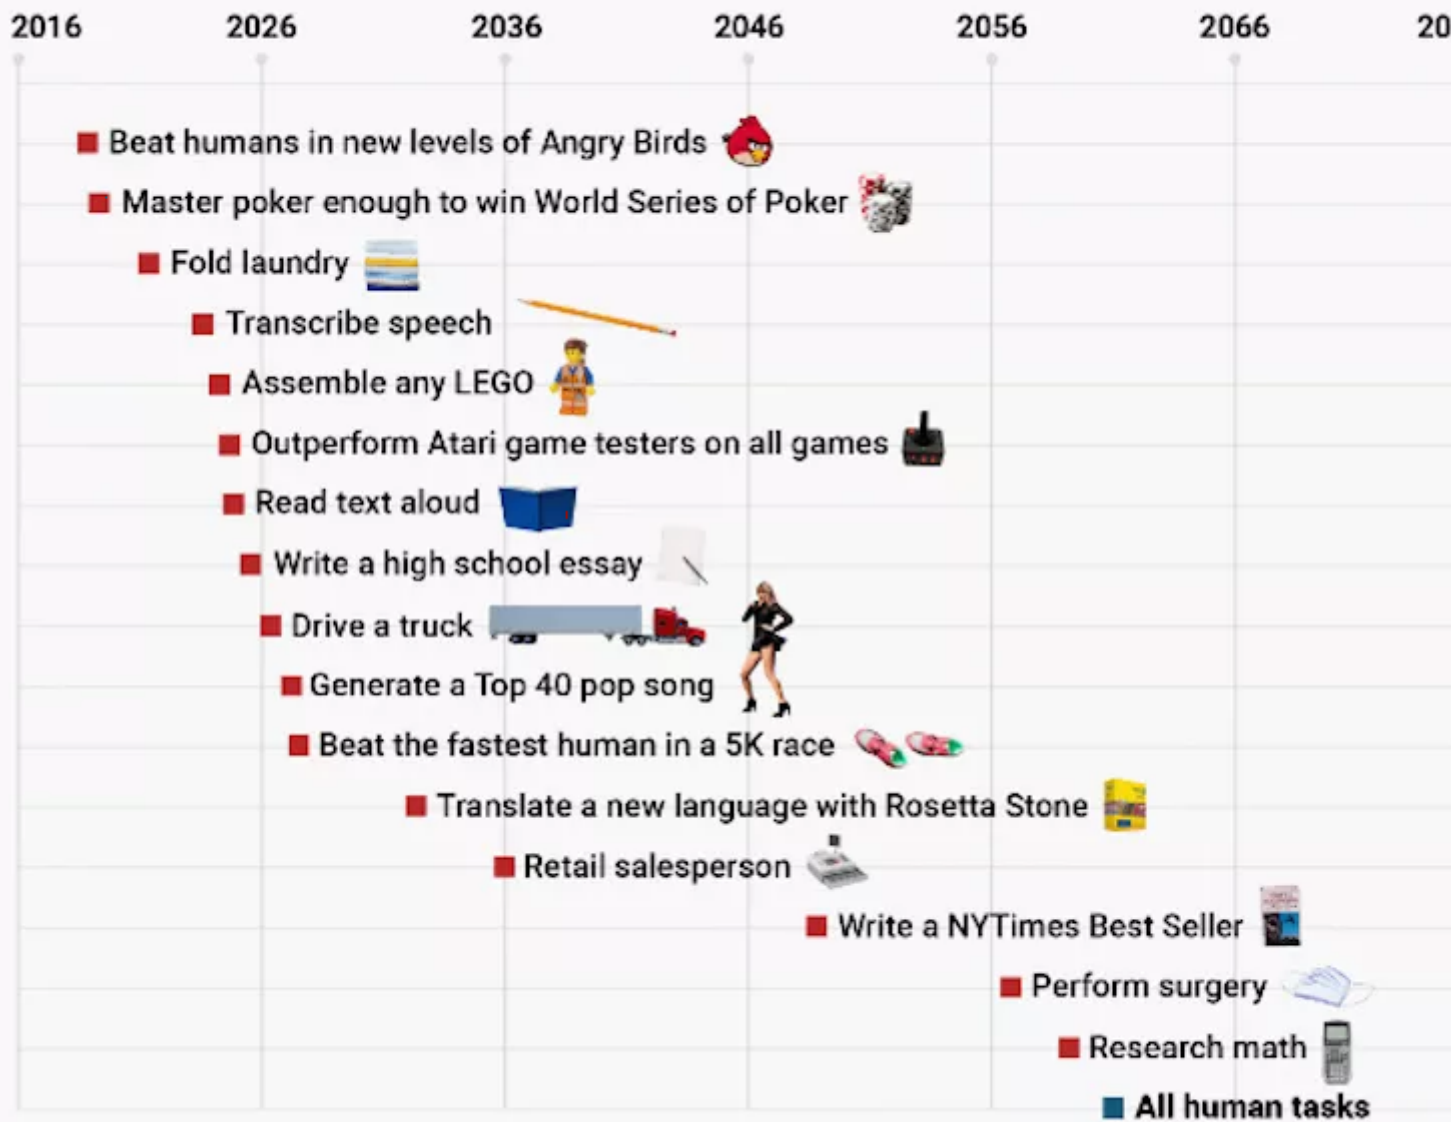 2016 2026 2036 2046 2056 2066 20
Beat humans in new levels of Angry Birds
Master poker enough to win World Series of Poker
Fold laundry
Transcribe speech
Assemble any LEGO
Outperform Atari game testers on all games
Read text aloud
Write a high school essay
Drive a truck
Generate a Top 40 pop song
Beat the fastest human in a 5K race
Translate a new language with Rosetta Stone
Retail salesperson
Write a NYTimes Best Seller
Perform surgery
Research math
All human tasks